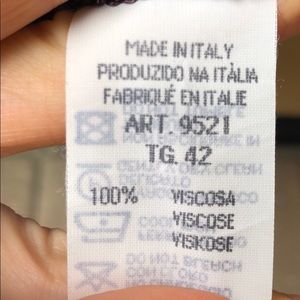 MADE IN ITALY
PRODUZIDO NA ITÀLIA
FABRIQUÉ EN ITALIE
ART. 9521
TG. 42
100% VISCOSA
VISCOSE
VISKOSE